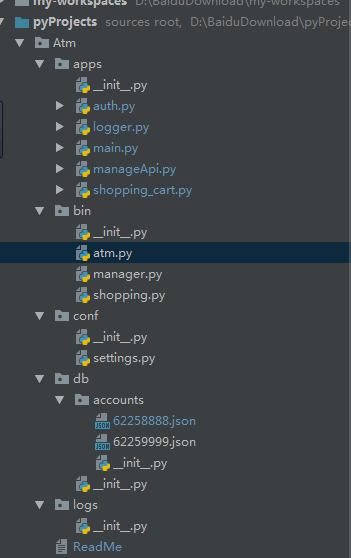 my-workspaces D:\BaiduDownload\my-workspaces
pyProjects sources root, D:\BaiduDownload\pyProje
Atm
apps
__init__.py
auth.py
logger.py
main.py
manageApi.py
shopping_cart.py
bin
__init__.py
atm.py
manager.py
shopping.py
conf
__init__.py
settings.py
db
accounts
62258888.json
62259999.json
__init__.py
__init__.py
logs
__init__.py
ReadMe